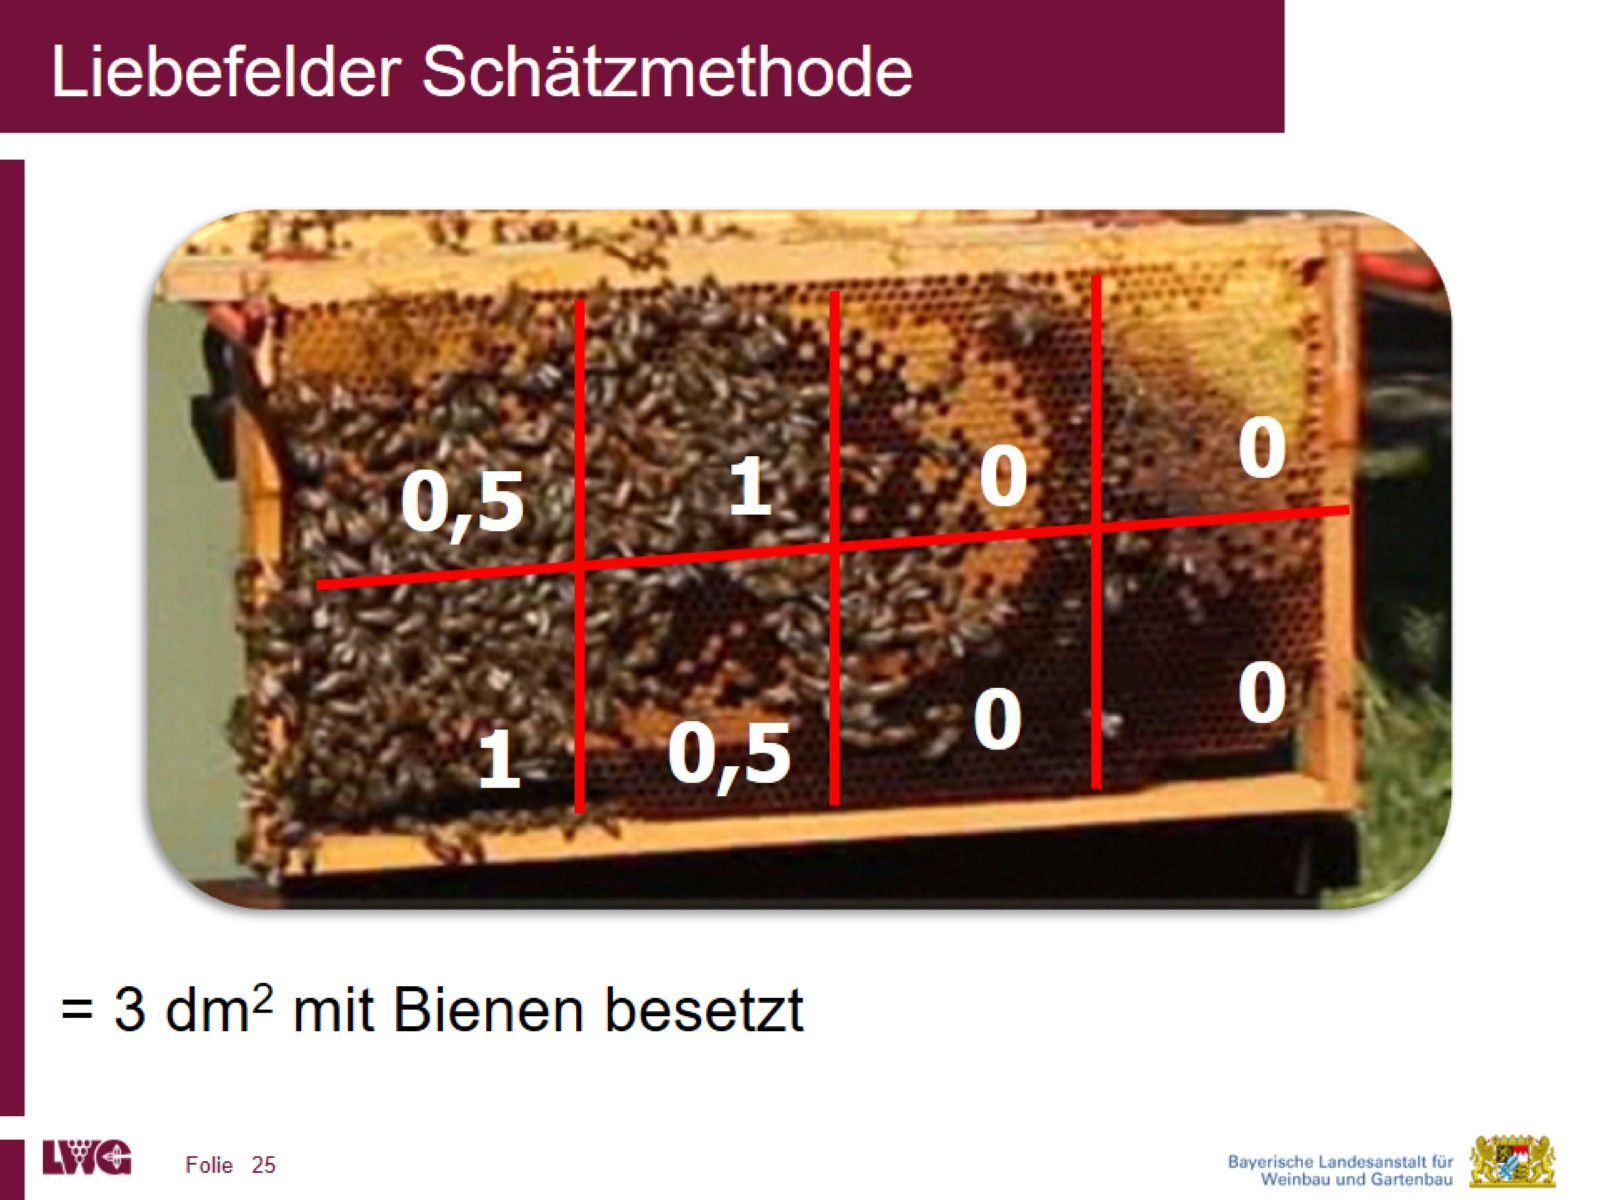 Liebefelder Schätzmethode
0,5 1 0 0
1 0,5 0 0
= 3 dm² mit Bienen besetzt
LWG Folie 25 Bayerische Landesanstalt für
Weinbau und Gartenbau